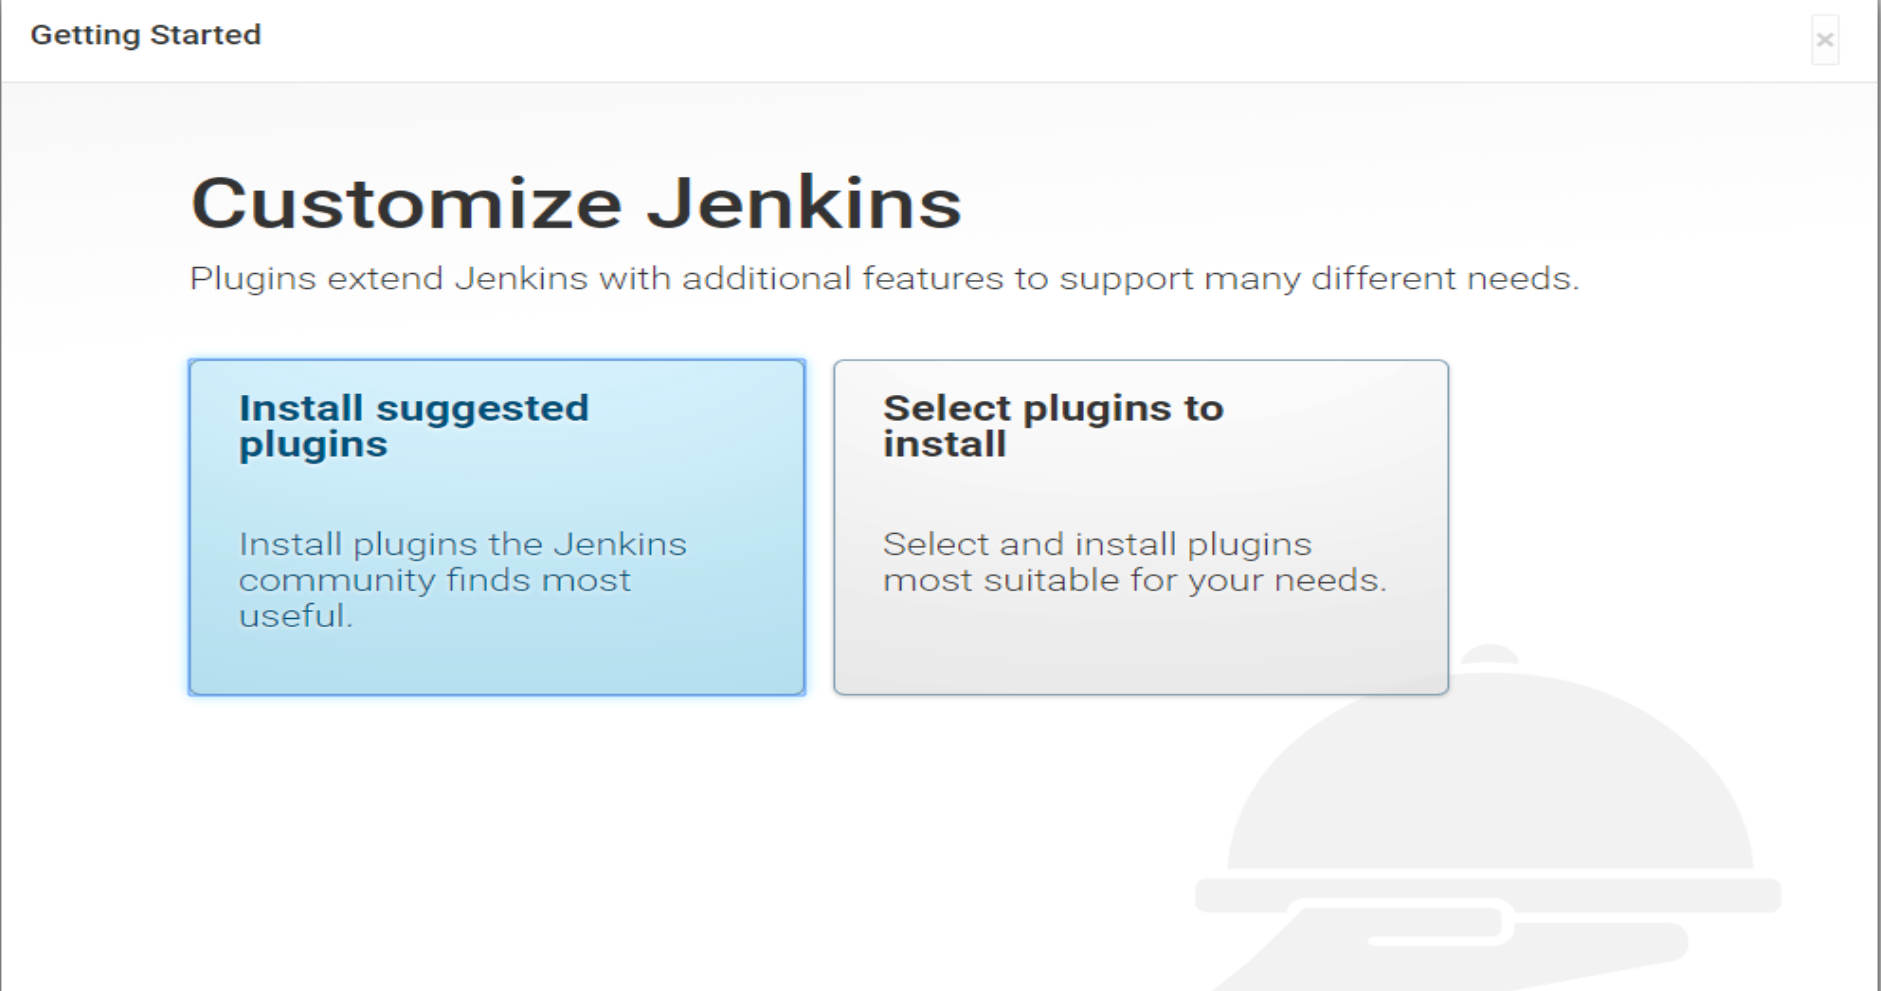 Getting Started
×
Customize Jenkins
Plugins extend Jenkins with additional features to support many different needs.
Install suggested
plugins
Install plugins the Jenkins
community finds most
useful.
Select plugins to
install
Select and install plugins
most suitable for your needs.